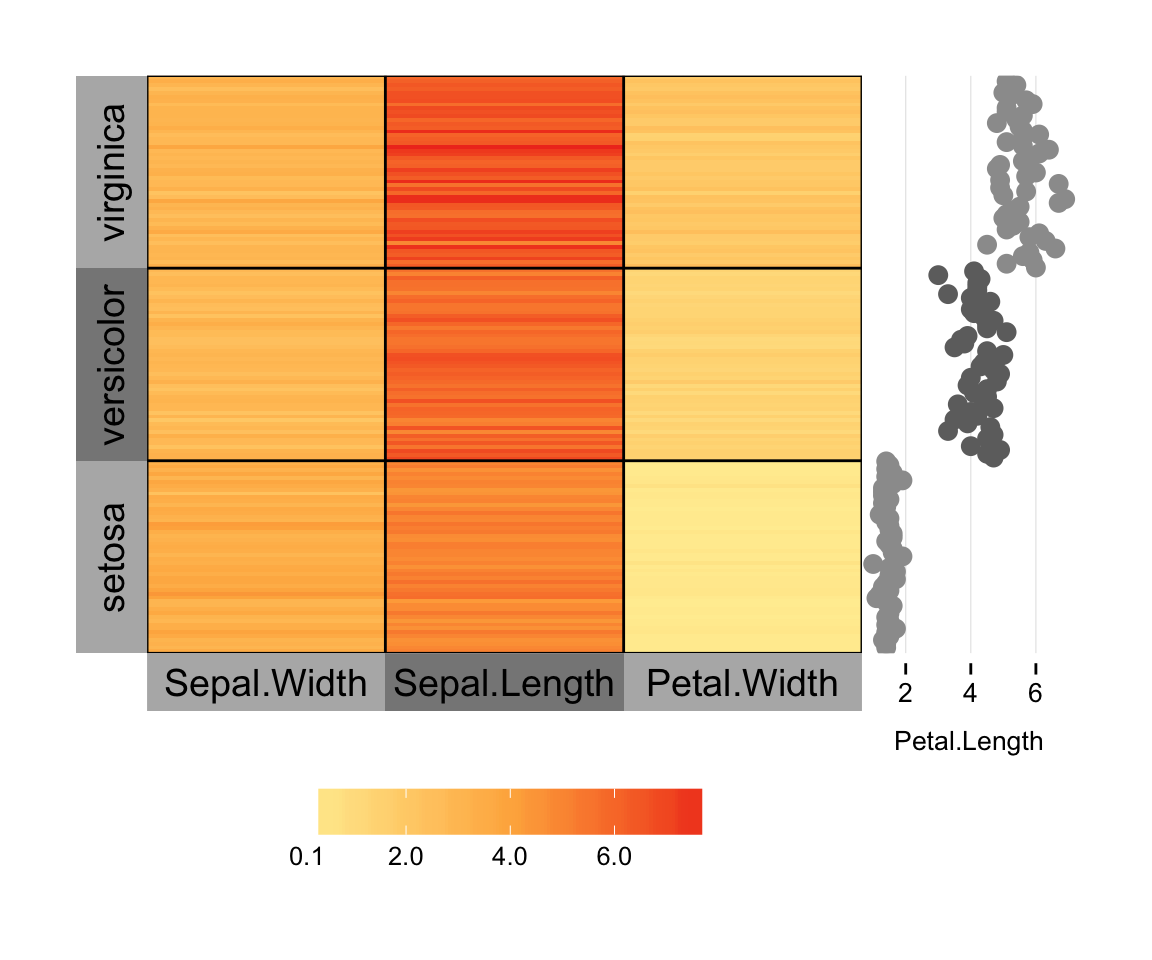 virginica
versicolor
setosa
Sepal.Width Sepal.Length Petal.Width
2 4 6
Petal.Length
0.1 2.0 4.0 6.0